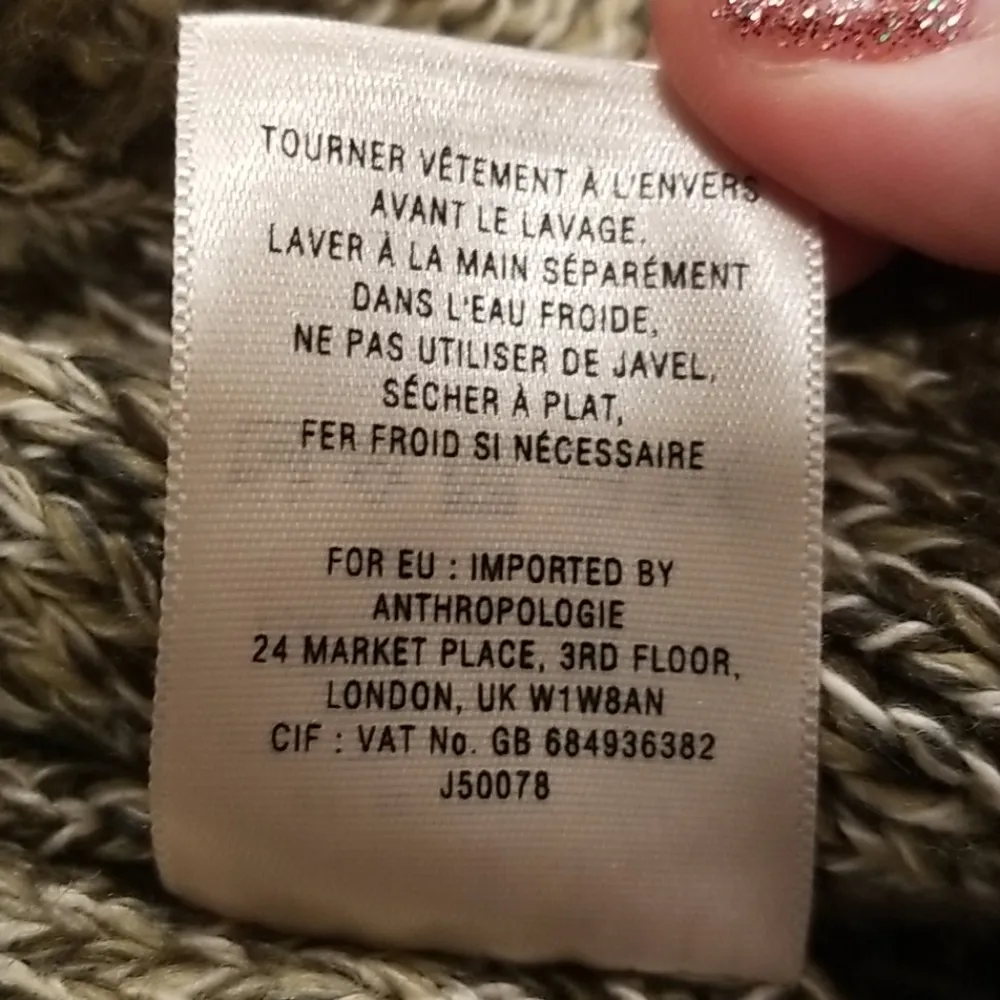 TOURNER VÊTEMENT À L'ENVERS
AVANT LE LAVAGE.
LAVER À LA MAIN SÉPARÉMENT
DANS L'EAU FROIDE,
NE PAS UTILISER DE JAVEL,
SÉCHER À PLAT,
FER FROID SI NÉCESSAIRE
FOR EU : IMPORTED BY
ANTHROPOLOGIE
24 MARKET PLACE, 3RD FLOOR,
LONDON, UK W1W8AN
CIF : VAT No. GB 684936382
J50078